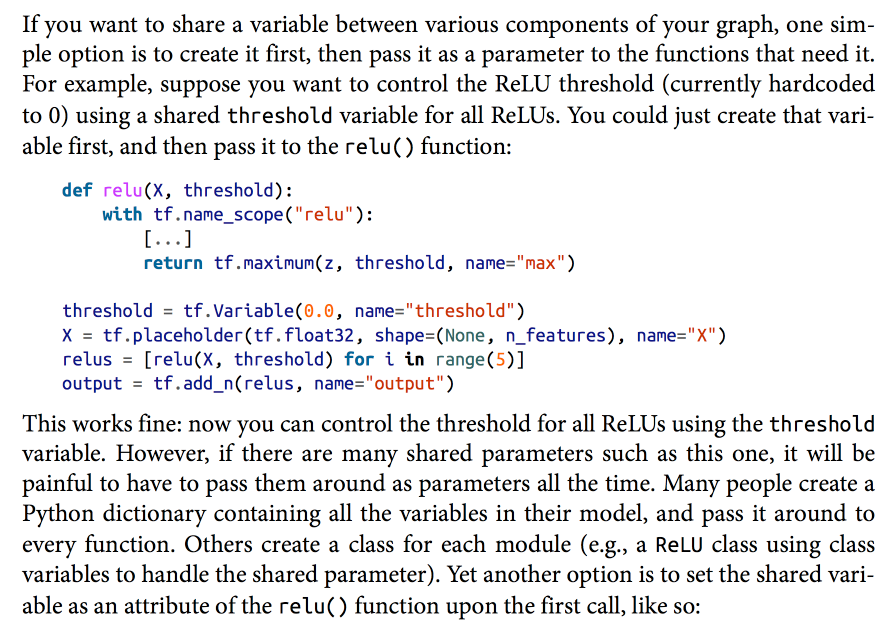 If you want to share a variable between various components of your graph, one sim-
ple option is to create it first, then pass it as a parameter to the functions that need it.
For example, suppose you want to control the ReLU threshold (currently hardcoded
to 0) using a shared threshold variable for all ReLUs. You could just create that vari-
able first, and then pass it to the relu() function:
def relu(X, threshold):
    with tf.name_scope("relu"):
        [...]
        return tf.maximum(z, threshold, name="max")
threshold = tf.Variable(0.0, name="threshold")
X = tf.placeholder(tf.float32, shape=(None, n_features), name="X")
relus = [relu(X, threshold) for i in range(5)]
output = tf.add_n(relus, name="output")
This works fine: now you can control the threshold for all ReLUs using the threshold
variable. However, if there are many shared parameters such as this one, it will be
painful to have to pass them around as parameters all the time. Many people create a
Python dictionary containing all the variables in their model, and pass it around to
every function. Others create a class for each module (e.g., a ReLU class using class
variables to handle the shared parameter). Yet another option is to set the shared vari-
able as an attribute of the relu() function upon the first call, like so: